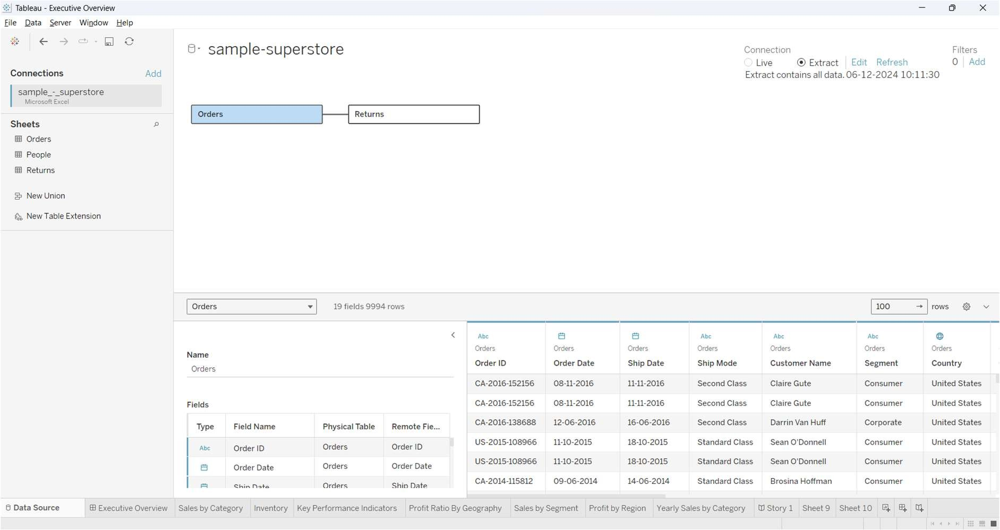 Tableau - Executive Overview
File Data Server Window Help
sample-superstore
Connection
Live Extract Edit Refresh
Extract contains all data. 06-12-2024 10:11:30
Filters
0 Add
Connections Add
sample_-_superstore
Microsoft Excel
Sheets
Orders
People
Returns
New Union
New Table Extension
Orders Returns
Orders 19 fields 9994 rows 100 → rows
Name
Orders
Fields
Type Field Name Physical Table Remote Fie...
Abc Order ID Orders Order ID
Order Date Orders Order Date
Ship Date Orders Ship Date
Abc Abc Abc Abc
Orders Orders Orders Orders Orders Orders Orders
Order ID Order Date Ship Date Ship Mode Customer Name Segment Country
CA-2016-152156 08-11-2016 11-11-2016 Second Class Claire Gute Consumer United States
CA-2016-152156 08-11-2016 11-11-2016 Second Class Claire Gute Consumer United States
CA-2016-138688 12-06-2016 16-06-2016 Second Class Darrin Van Huff Corporate United States
US-2015-108966 11-10-2015 18-10-2015 Standard Class Sean O'Donnell Consumer United States
US-2015-108966 11-10-2015 18-10-2015 Standard Class Sean O'Donnell Consumer United States
CA-2014-115812 09-06-2014 14-06-2014 Standard Class Brosina Hoffman Consumer United States
Data Source Executive Overview Sales by Category Inventory Key Performance Indicators Profit Ratio By Geography Sales by Segment Profit by Region Yearly Sales by Category Story 1 Sheet 9 Sheet 10